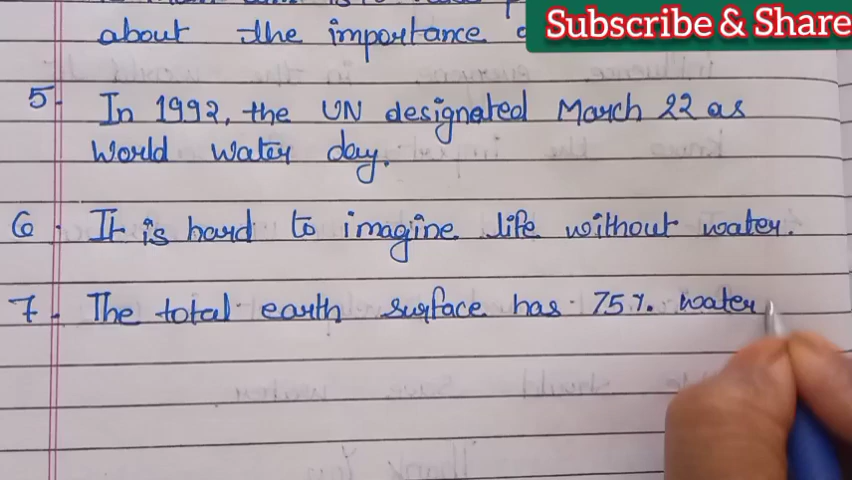 Subscribe & Share
about the importance
5. In 1992, the UN designated March 22 as
World Water day.
6. It is hard to imagine life without water.
7. The total earth surface has 75% water